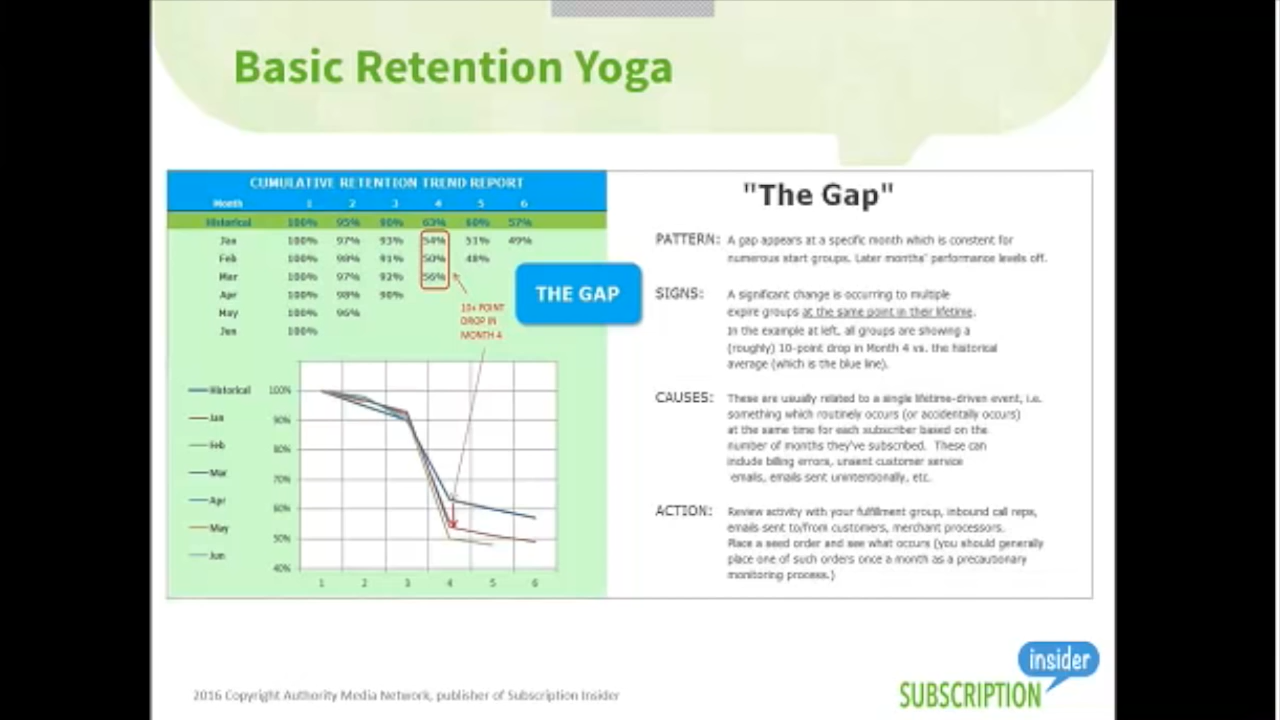 Basic Retention Yoga
CUMULATIVE RETENTION TREND REPORT
Month 1 2 3 4 5 6
Historical 100% 95% 90% 63% 60% 57%
Jan 100% 97% 93% 54% 51% 49%
Feb 100% 98% 91% 50% 48%
Mar 100% 97% 92% 56%
Apr 100% 98% 90%
May 100% 96%
Jun 100%
10+ POINT
DROP IN
MONTH 4
THE GAP
Historical
Jan
Feb
Mar
Apr
May
Jun
100%
90%
80%
70%
60%
50%
40%
1 2 3 4 5 6
"The Gap"
PATTERN: A gap appears at a specific month which is constent for
numerous start groups. Later months' performance levels off.
SIGNS: A significant change is occurring to multiple
expire groups at the same point in their lifetime.
In the example at left, all groups are showing a
(roughly) 10-point drop in Month 4 vs. the historical
average (which is the blue line).
CAUSES: These are usually related to a single lifetime-driven event, i.e.
something which routinely occurs (or accidentally occurs)
at the same time for each subscriber based on the
number of months they've subscribed. These can
include billing errors, unsent customer service
emails, emails sent unintentionally, etc.
ACTION: Review activity with your fulfillment group, inbound call reps,
emails sent to/from customers, merchant processors.
Place a seed order and see what occurs (you should generally
place one of such orders once a month as a precautionary
monitoring process.)
2016 Copyright Authority Media Network, publisher of Subscription Insider
insider
SUBSCRIPTION